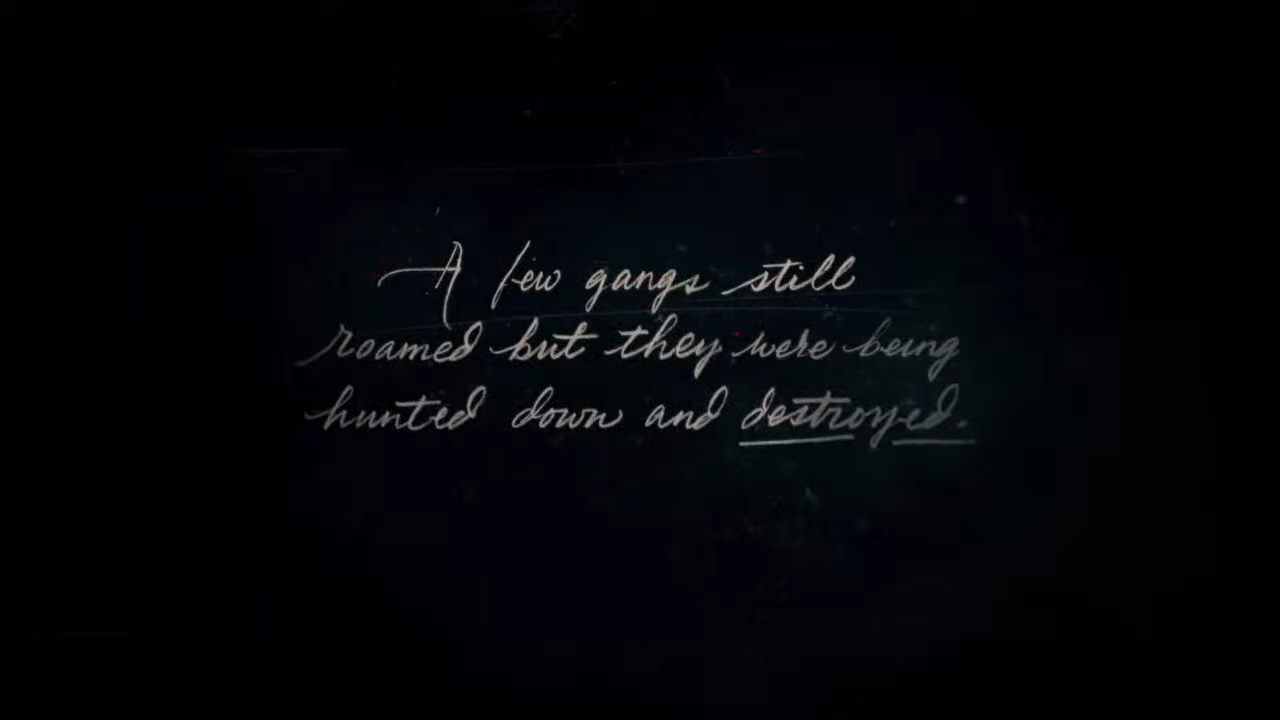 A few gangs still
roamed but they were being
hunted down and destroyed.